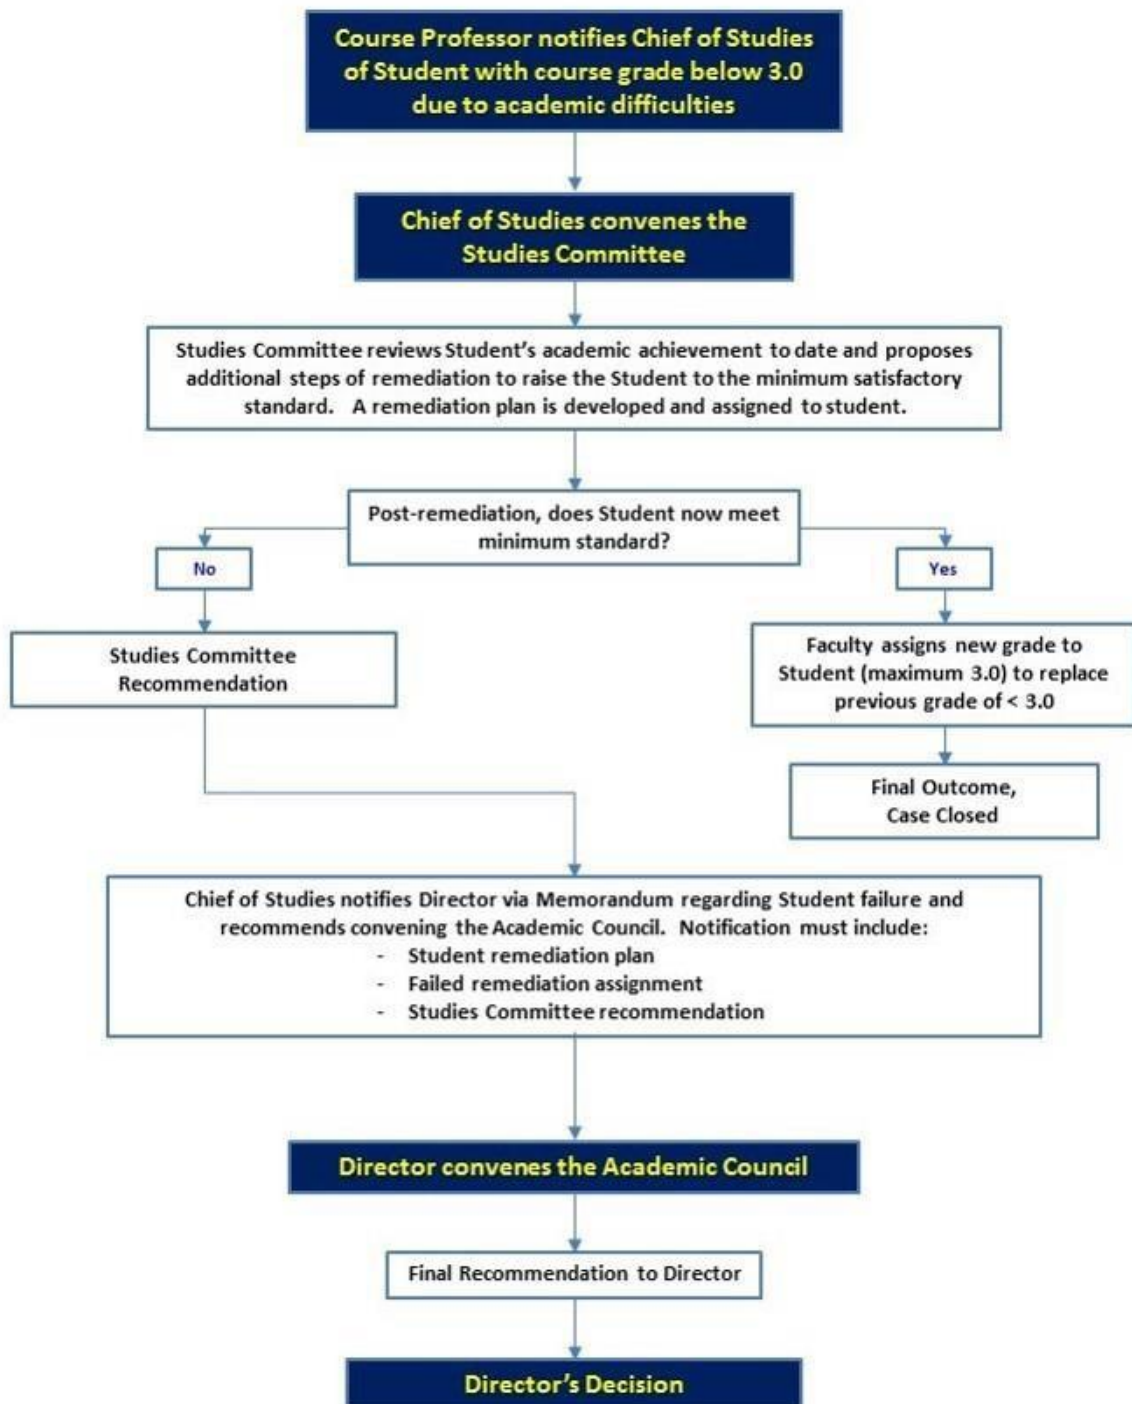 Course Professor notifies Chief of Studies
of Student with course grade below 3.0
due to academic difficulties
Chief of Studies convenes the
Studies Committee
Studies Committee reviews Student’s academic achievement to date and proposes
additional steps of remediation to raise the Student to the minimum satisfactory
standard.   A remediation plan is developed and assigned to student.
Post-remediation, does Student now meet
minimum standard?
No
Yes
Studies Committee
Recommendation
Faculty assigns new grade to
Student (maximum 3.0) to replace
previous grade of < 3.0
Final Outcome,
Case Closed
Chief of Studies notifies Director via Memorandum regarding Student failure and
recommends convening the Academic Council.  Notification must include:
- Student remediation plan
- Failed remediation assignment
- Studies Committee recommendation
Director convenes the Academic Council
Final Recommendation to Director
Director’s Decision